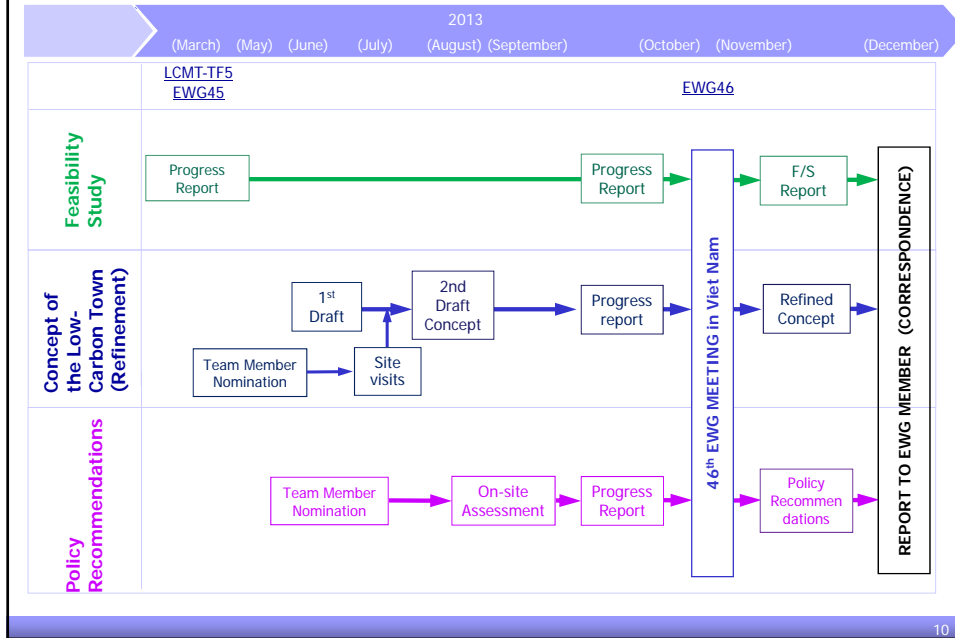 2013
(March) (May) (June) (July) (August) (September) (October) (November) (December)
LCMT-TF5
EWG45
EWG46
Feasibility
Study
Progress
Report
Progress
Report
F/S
Report
Concept of
the Low-
Carbon Town
(Refinement)
1st
Draft
2nd
Draft
Concept
Progress
report
Refined
Concept
Team Member
Nomination
Site
visits
Policy
Recommendations
Team Member
Nomination
On-site
Assessment
Progress
Report
Policy
Recommen
dations
46th EWG MEETING in Viet Nam
REPORT TO EWG MEMBER (CORRESPONDENCE)
10